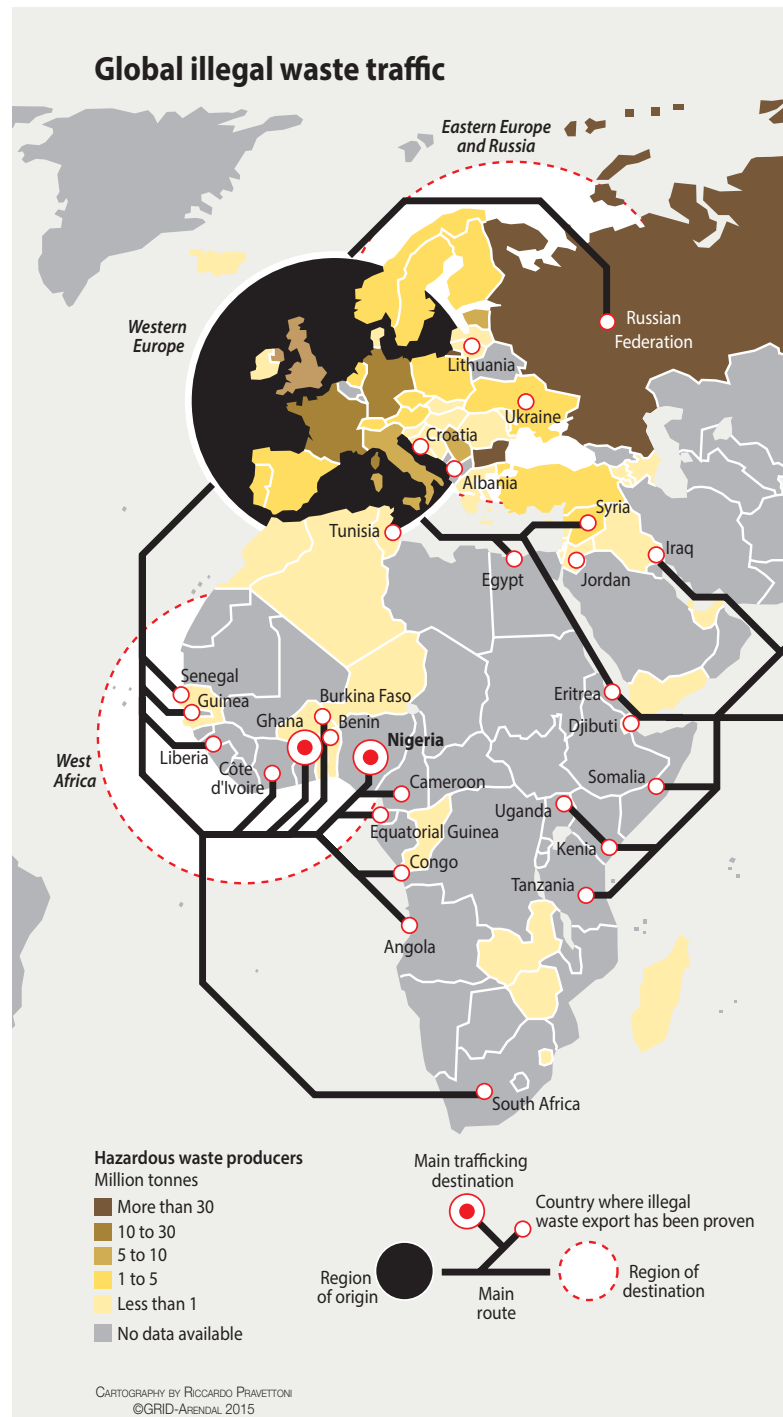 Global illegal waste traffic
Eastern Europe
and Russia
Western
Europe
Russian
Federation
Lithuania
Ukraine
Croatia
Albania
Syria
Tunisia
Egypt
Jordan
Iraq
Senegal
Guinea
Burkina Faso
Ghana
Benin
Nigeria
Eritrea
Djibuti
West
Africa
Liberia
Côte
d'Ivoire
Cameroon
Somalia
Uganda
Equatorial Guinea
Kenia
Congo
Tanzania
Angola
South Africa
Hazardous waste producers
Million tonnes
More than 30
10 to 30
5 to 10
1 to 5
Less than 1
No data available
Main trafficking
destination
Country where illegal
waste export has been proven
Region
of origin
Main
route
Region of
destination
Cartography by Riccardo Pravettoni
©GRID-Arendal 2015